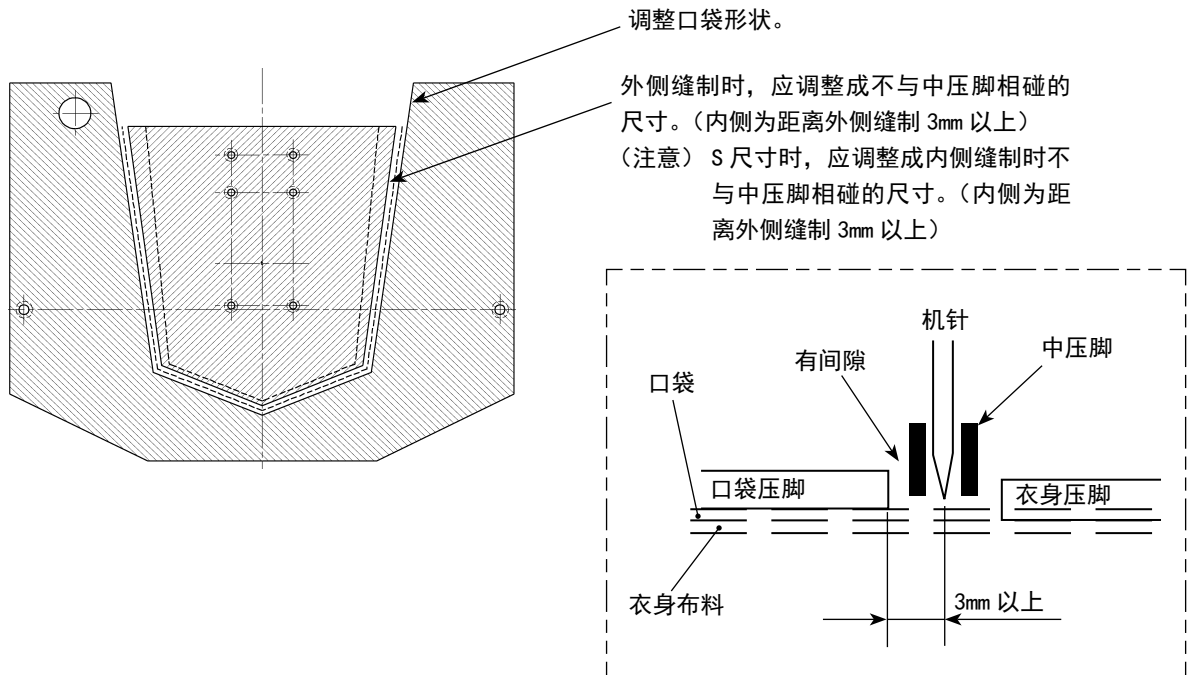 调整口袋形状。
外侧缝制时，应调整成不与中压脚相碰的
尺寸。（内侧为距离外侧缝制 3mm 以上）
（注意） S 尺寸时，应调整成内侧缝制时不
与中压脚相碰的尺寸。（内侧为距
离外侧缝制 3mm 以上）
机针
中压脚
有间隙
口袋
口袋压脚
衣身压脚
衣身布料
3mm 以上